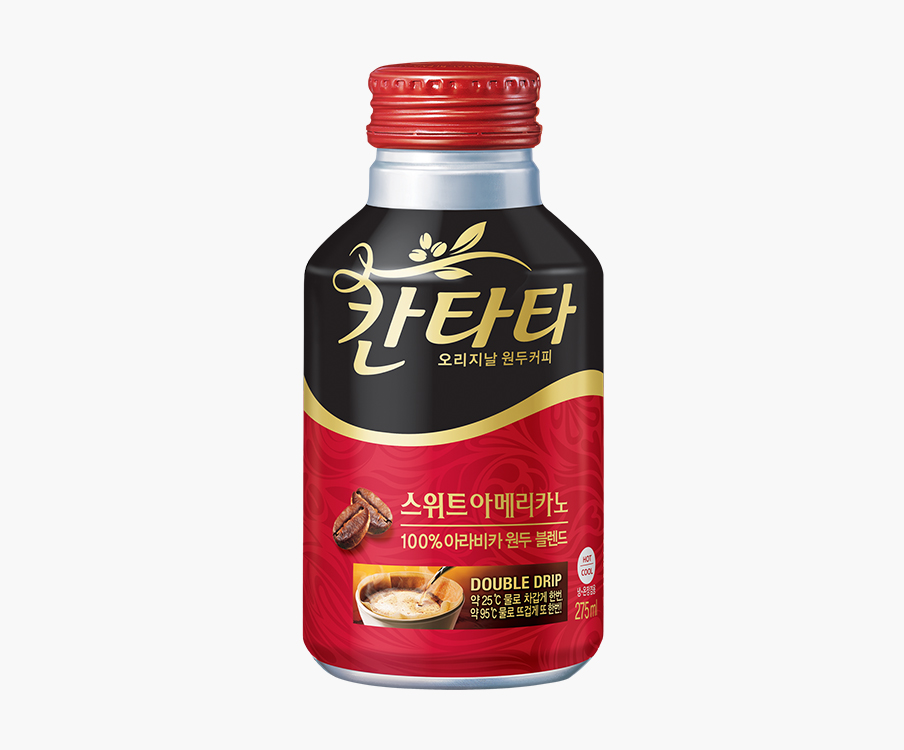 칸타타
오리지날 원두커피
스위트 아메리카노
100% 아라비카 원두 블렌드
HOT
COOL
DOUBLE DRIP
약 25℃ 물로 차갑게 한번
약 95℃ 물로 뜨겁게 또 한번!
275ml